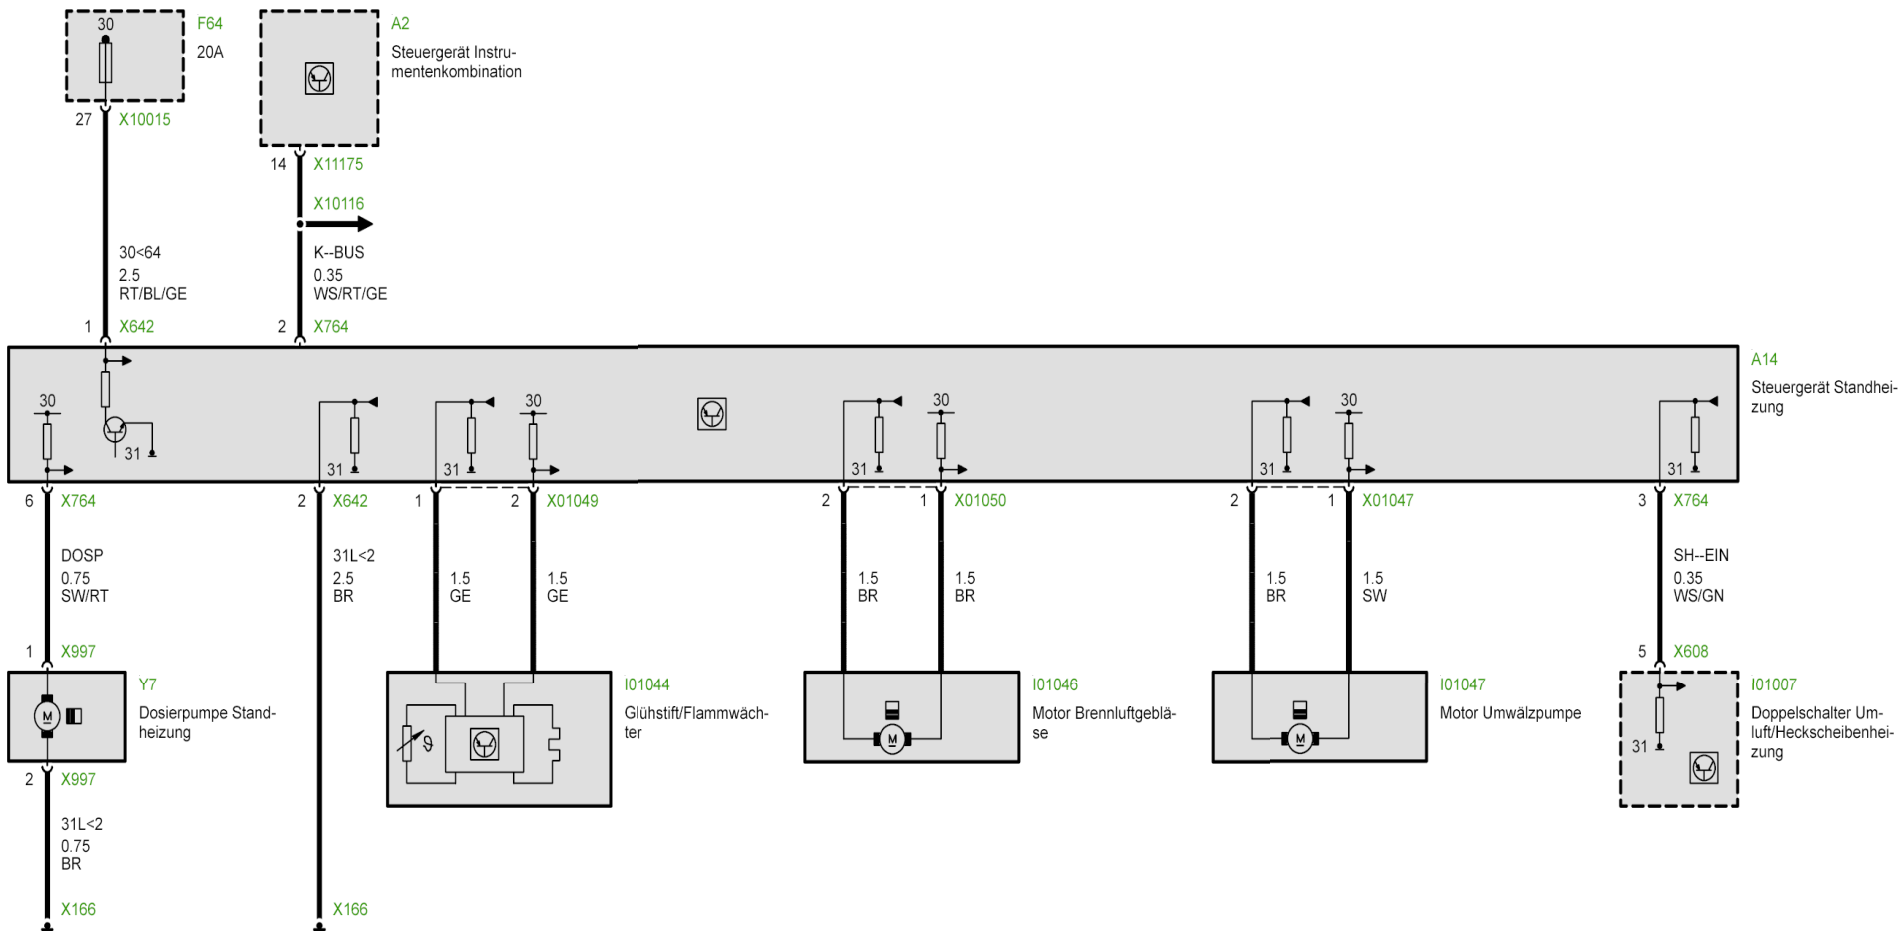 30
F64
20A
27
X10015
30<64
2.5
RT/BL/GE
1
X642
A2
Steuergerät Instru-
mentenkombination
14
X11175
X10116
K--BUS
0.35
WS/RT/GE
2
X764
A14
Steuergerät Standhei-
zung
30
31
31
31
30
31
30
31
30
31
6
X764
2
X642
1
2
X01049
2
1
X01050
2
1
X01047
3
X764
DOSP
0.75
SW/RT
31L<2
2.5
BR
1.5
GE
1.5
GE
1.5
BR
1.5
BR
1.5
BR
1.5
SW
SH--EIN
0.35
WS/GN
1
X997
5
X608
Y7
Dosierpumpe Stand-
heizung
M
I01044
Glühstift/Flammwäch-
ter
ϑ
I01046
Motor Brennluftgeblä-
se
M
I01047
Motor Umwälzpumpe
M
I01007
Doppelschalter Um-
luft/Heckscheibenhei-
zung
31
2
X997
31L<2
0.75
BR
X166
X166